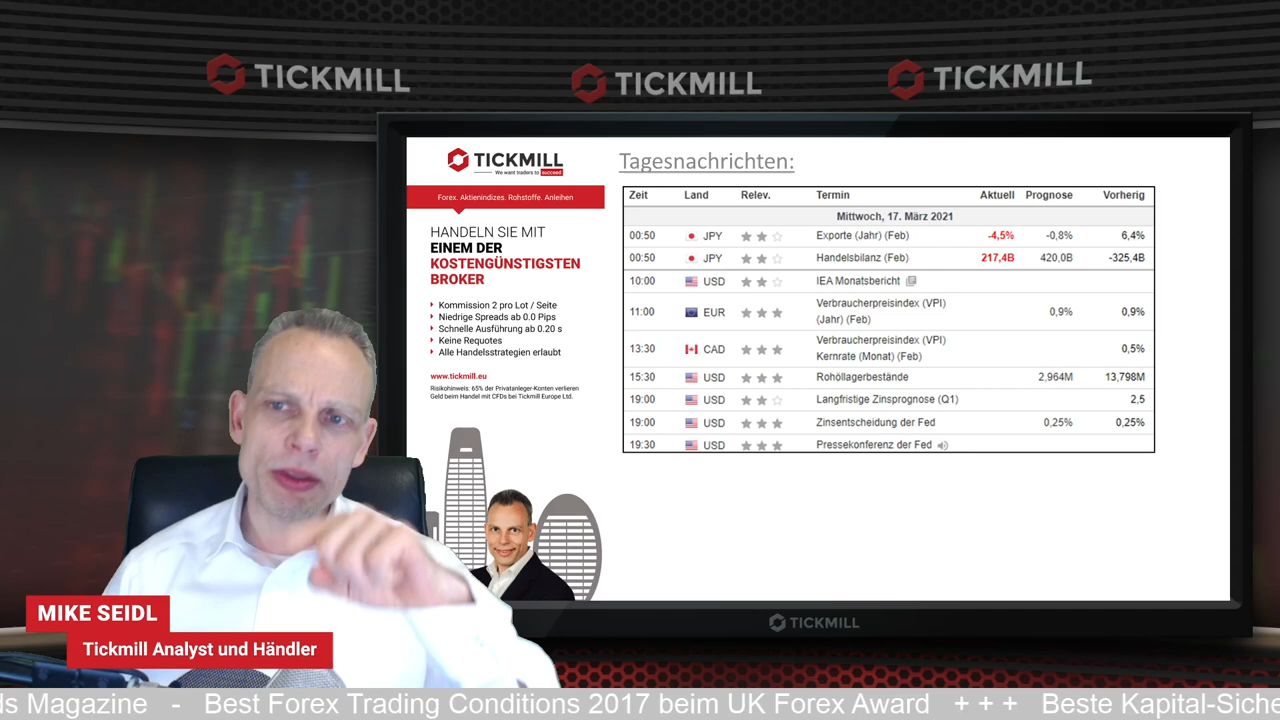 TICKMILL
TICKMILL
TICKMILL
TICKMILL
We want traders to succeed
Forex. Aktienindizes. Rohstoffe. Anleihen
HANDELN SIE MIT
EINEM DER
KOSTENGÜNSTIGSTEN
BROKER
Kommission 2 pro Lot / Seite
Niedrige Spreads ab 0.0 Pips
Schnelle Ausführung ab 0.20 s
Keine Requotes
Alle Handelsstrategien erlaubt
www.tickmill.eu
Risikohinweis: 65% der Privatanleger-Konten verlieren
Geld beim Handel mit CFDs bei Tickmill Europe Ltd.
Tagesnachrichten:
Zeit Land Relev. Termin Aktuell Prognose Vorherig
Mittwoch, 17. März 2021
00:50 JPY Exporte (Jahr) (Feb) -4,5% -0,8% 6,4%
00:50 JPY Handelsbilanz (Feb) 217,4B 420,0B -325,4B
10:00 USD IEA Monatsbericht
11:00 EUR Verbraucherpreisindex (VPI)
(Jahr) (Feb) 0,9% 0,9%
13:30 CAD Verbraucherpreisindex (VPI)
Kernrate (Monat) (Feb) 0,5%
15:30 USD Rohöllagerbestände 2,964M 13,798M
19:00 USD Langfristige Zinsprognose (Q1) 2,5
19:00 USD Zinsentscheidung der Fed 0,25% 0,25%
19:30 USD Pressekonferenz der Fed
TICKMILL
MIKE SEIDL
Tickmill Analyst und Händler
ds Magazine - Best Forex Trading Conditions 2017 beim UK Forex Award + + + Beste Kapital-Siche